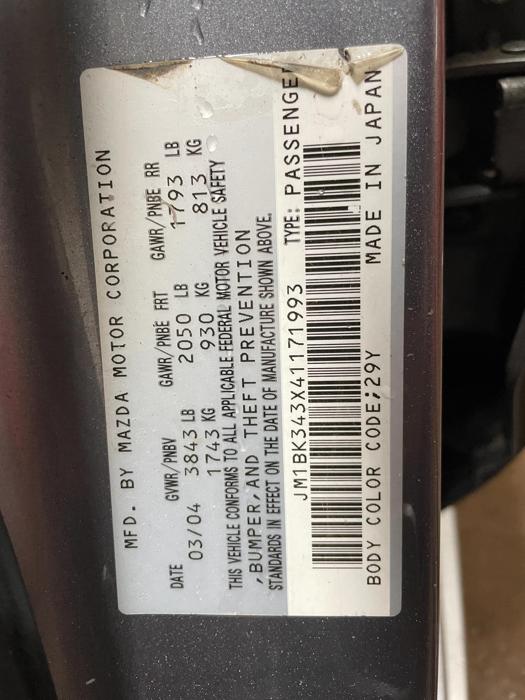 MFD. BY MAZDA MOTOR CORPORATION
DATE GVWR/PNBV GAWR/PNBE FRT GAWR/PNBE RR
03/04 3843 LB 2050 LB 1793 LB
1743 KG 930 KG 813 KG
THIS VEHICLE CONFORMS TO ALL APPLICABLE FEDERAL MOTOR VEHICLE SAFETY
,BUMPER,AND THEFT PREVENTION
STANDARDS IN EFFECT ON THE DATE OF MANUFACTURE SHOWN ABOVE.
JM1BK343X41171993 TYPE: PASSENGER
BODY COLOR CODE;29Y MADE IN JAPAN